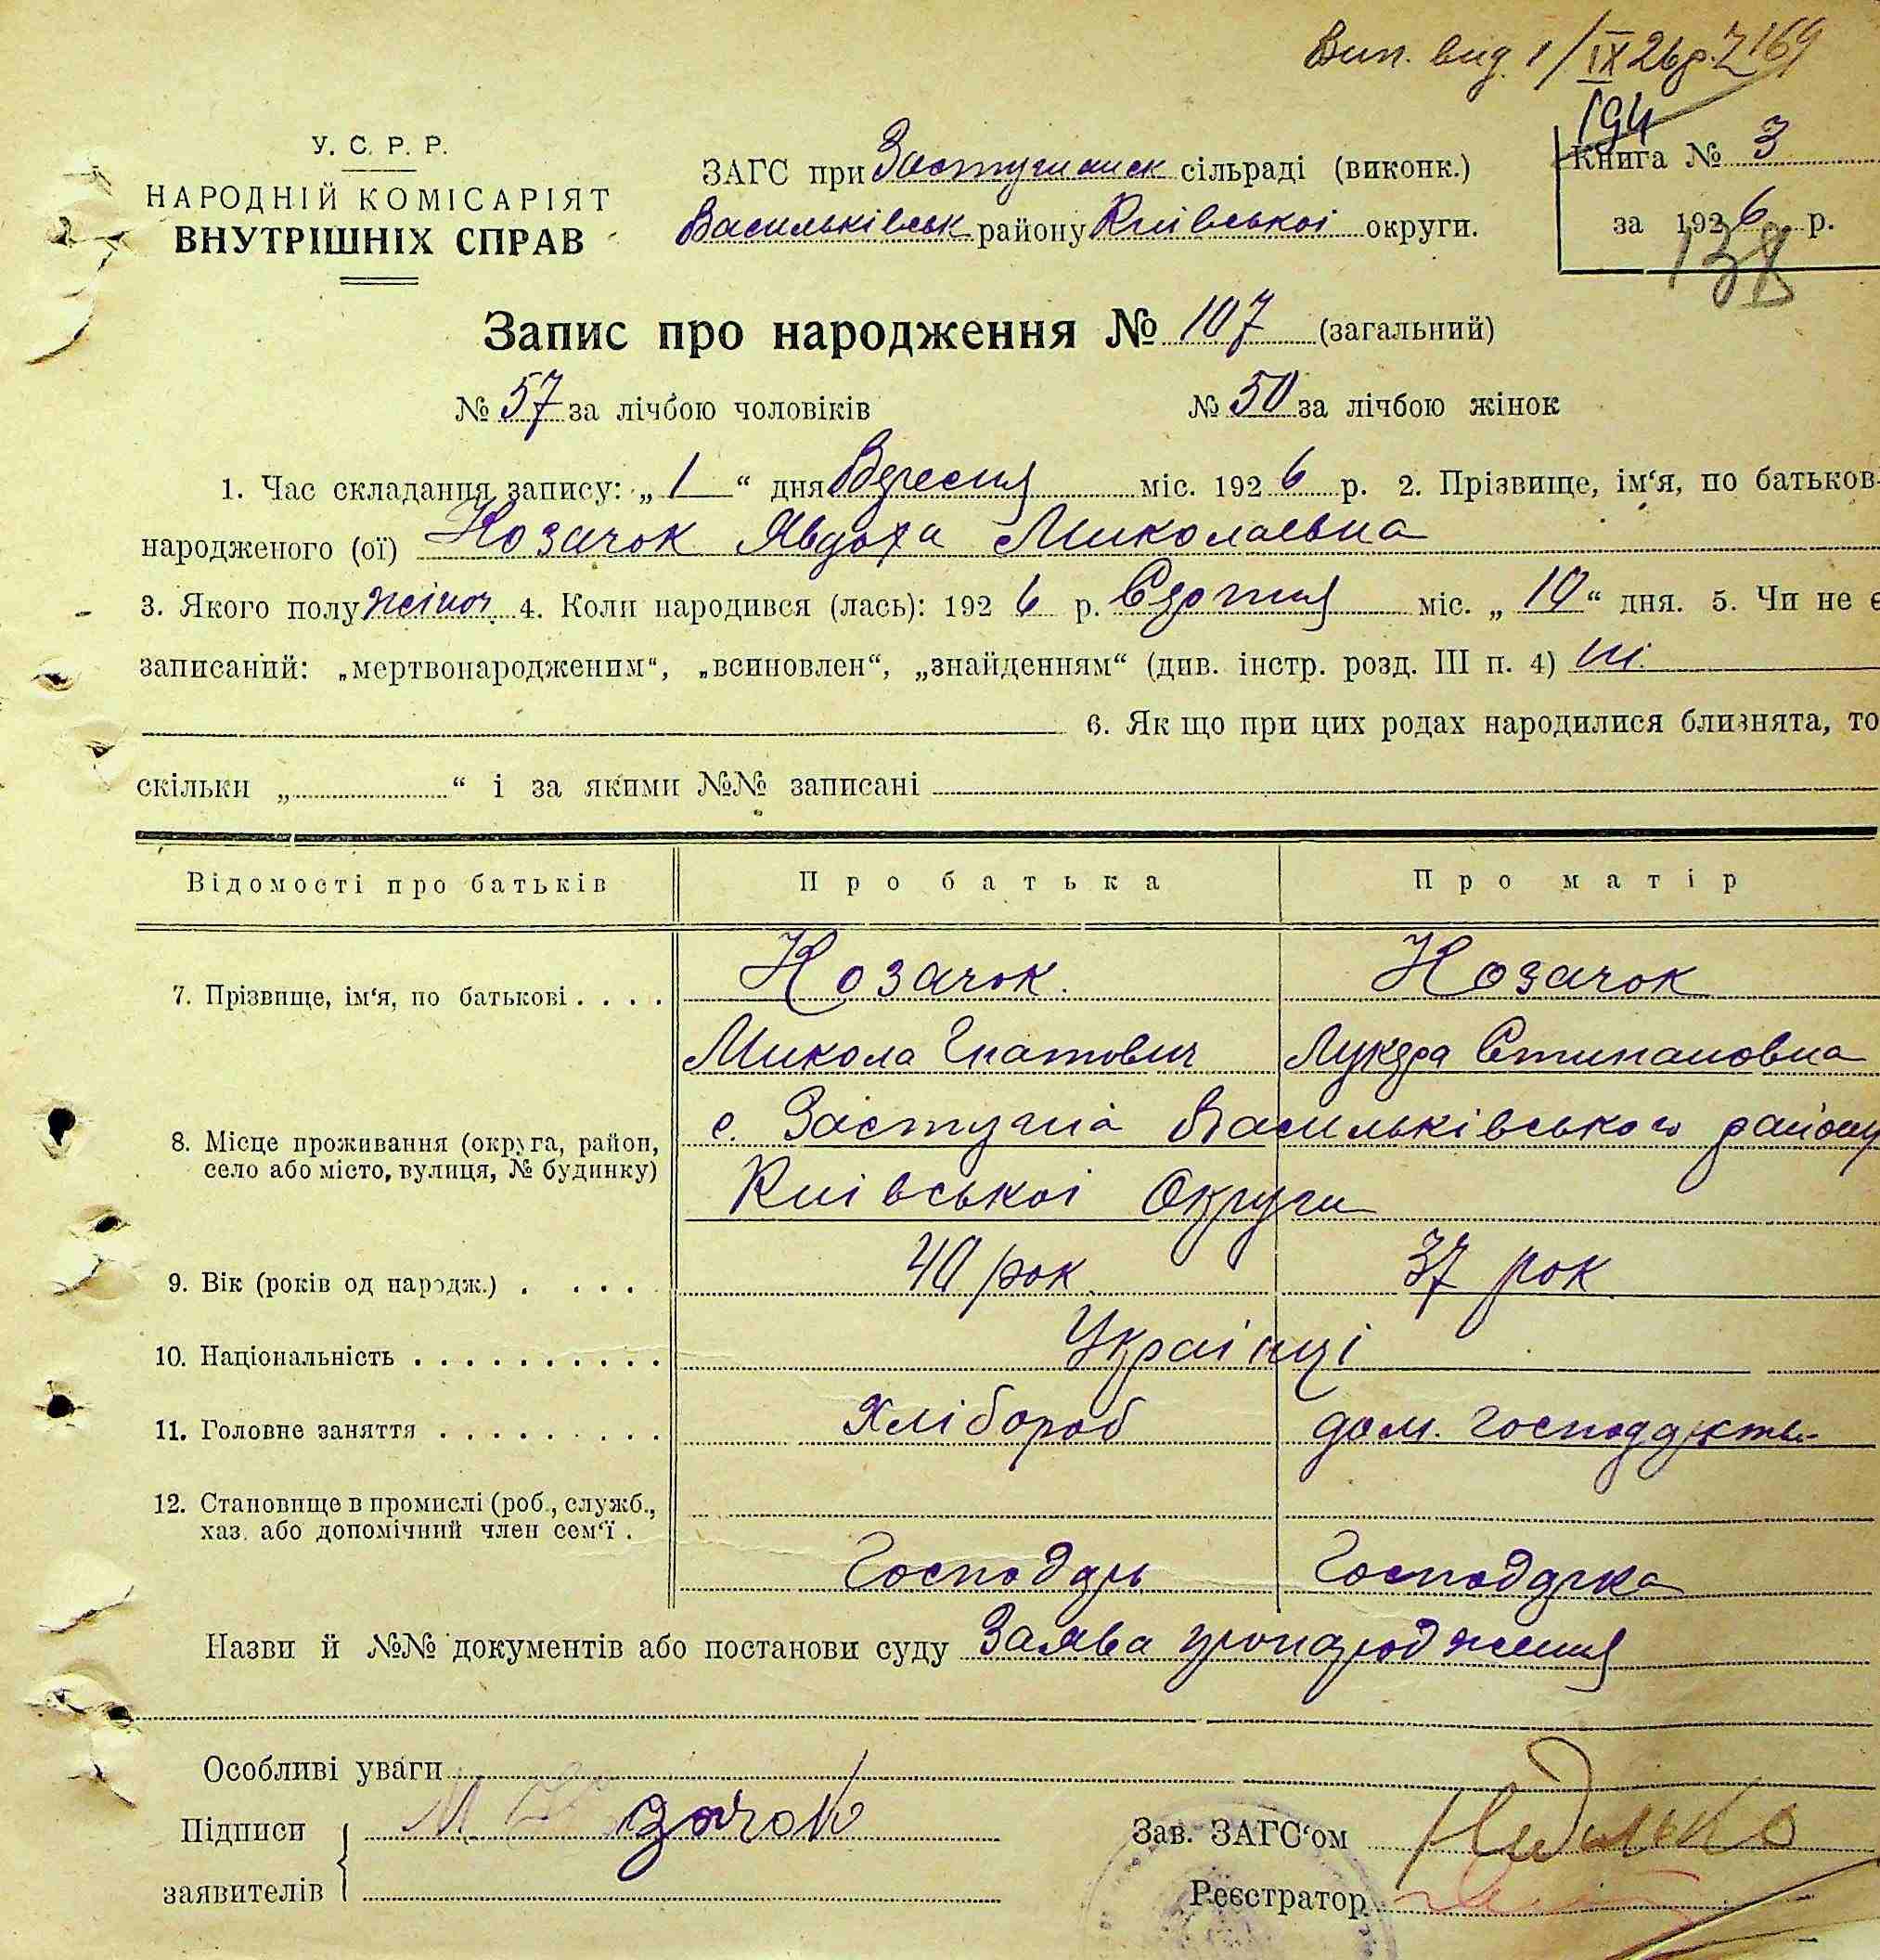 Вип. вид. 1/IX 26р. 169
194
У. С. Р. Р.
НАРОДНІЙ КОМІСАРІЯТ
ВНУТРІШНІХ СПРАВ
ЗАГС при Застугнянск сільраді (виконк.)
Васильківськ району Київської округи.
Книга № 3
за 1926 р.
138
Запис про народження № 107 (загальний)
№ 57 за лічбою чоловіків № 50 за лічбою жінок
1. Час складання запису: „1“ дня Вересня міс. 1926 р. 2. Прізвище, ім‘я, по батьков-
народженого (ої) Козачок Явдоха Миколаевна
3. Якого полу жіноч. 4. Коли народився (лась): 1926 р. Серпня міс. „10“ дня. 5. Чи не є
записаний: „мертвонародженим“, „всиновлен“, „знайденням“ (див. інстр. розд. III п. 4) ні.
6. Як що при цих родах народилися близнята, то
скільки „ “ і за якими №№ записані
Відомості про батьків Про батька Про матір
7. Прізвище, ім‘я, по батькові . . . . Козачок. Козачок
Микола Гнатович Лукера Степановна
8. Місце проживання (округа, район, с. Застугна Васильківського району
село або місто, вулиця, № будинку) Київської Округи
9. Вік (років од народж.) . . . . 40 рок 37 рок
10. Національність . . . . . . . . . . Українці
11. Головне заняття . . . . . . . . . Хлібороб дом.
12. Становище в промислі (роб., служб.,
хаз. або допомічний член сем‘ї .
Господарь Господарка
Назви й №№ документів або постанови суду Заява про народження
Особливі уваги
Підписи М Козачок Зав. ЗАГС‘ом
заявителів Реєстратор